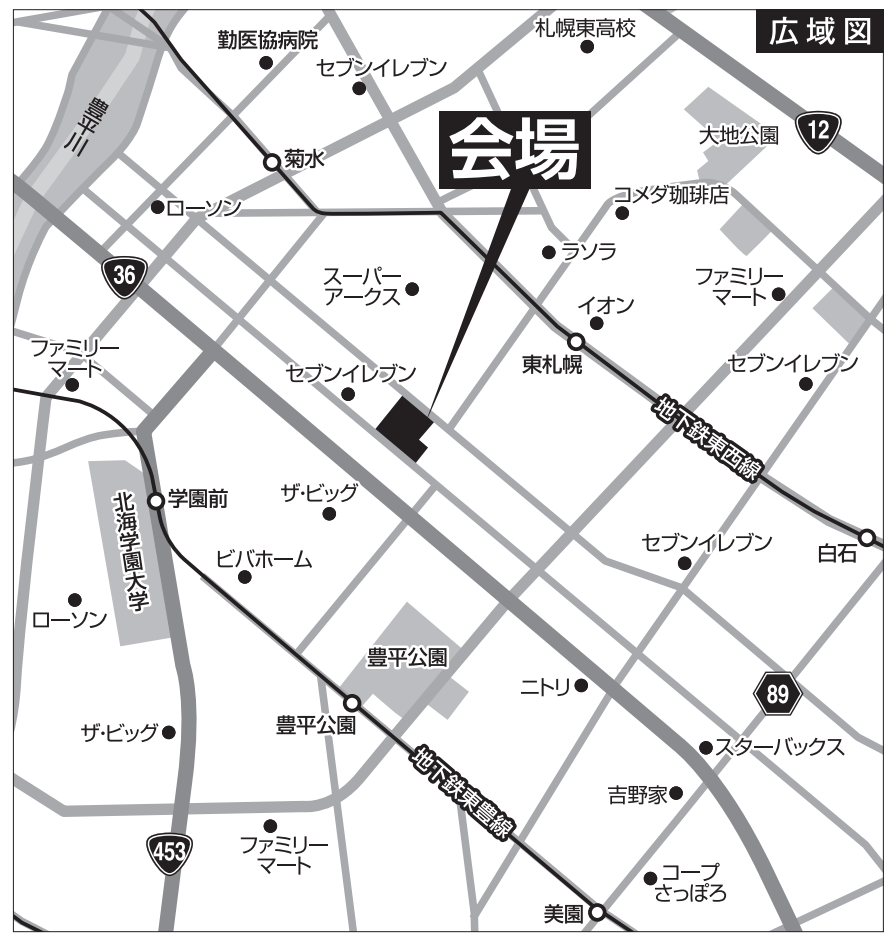 広域図
勤医協病院
札幌東高校
セブンイレブン
豊平川
12
会場
大地公園
菊水
コメダ珈琲店
ローソン
ラソラ
36
スーパー
アークス
ファミリー
マート
イオン
ファミリー
マート
東札幌
セブンイレブン
セブンイレブン
地下鉄東西線
学園前
ザ・ビッグ
北海学園大学
ビバホーム
セブンイレブン
白石
ローソン
豊平公園
ニトリ
89
豊平公園
ザ・ビッグ
スターバックス
地下鉄東豊線
吉野家
453
ファミリー
マート
コープ
さっぽろ
美園